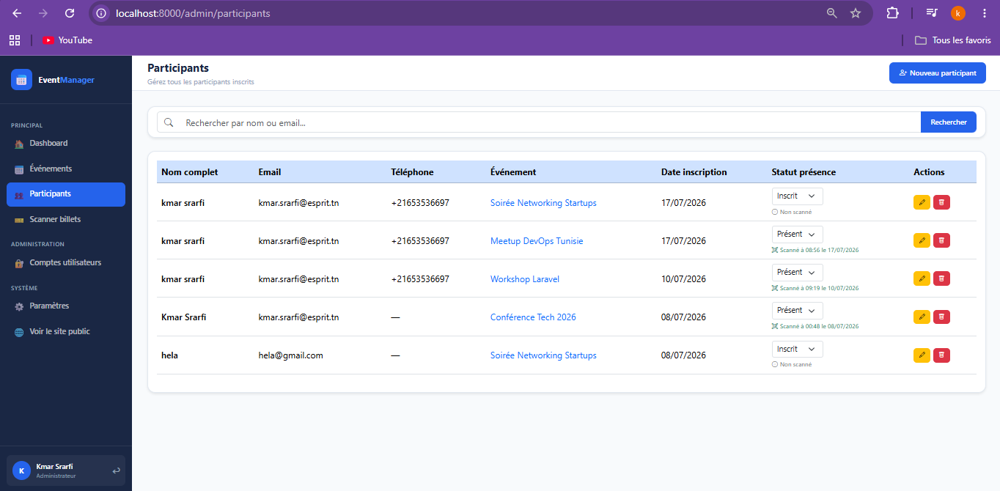 localhost:8000/admin/participants
k
YouTube
Tous les favoris
EventManager
PRINCIPAL
Dashboard
Événements
Participants
Scanner billets
ADMINISTRATION
Comptes utilisateurs
SYSTÈME
Paramètres
Voir le site public
K
Kmar Srarfi
Administrateur
Participants
Gérez tous les participants inscrits
Nouveau participant
Rechercher par nom ou email...
Rechercher
Nom complet Email Téléphone Événement Date inscription Statut présence Actions
kmar srarfi kmar.srarfi@esprit.tn +21653536697 Soirée Networking Startups 17/07/2026 Inscrit
Non scanné
kmar srarfi kmar.srarfi@esprit.tn +21653536697 Meetup DevOps Tunisie 17/07/2026 Présent
Scanné à 08:56 le 17/07/2026
kmar srarfi kmar.srarfi@esprit.tn +21653536697 Workshop Laravel 10/07/2026 Présent
Scanné à 09:19 le 10/07/2026
Kmar Srarfi kmar.srarfi@esprit.tn — Conférence Tech 2026 08/07/2026 Présent
Scanné à 00:48 le 08/07/2026
hela hela@gmail.com — Soirée Networking Startups 08/07/2026 Inscrit
Non scanné